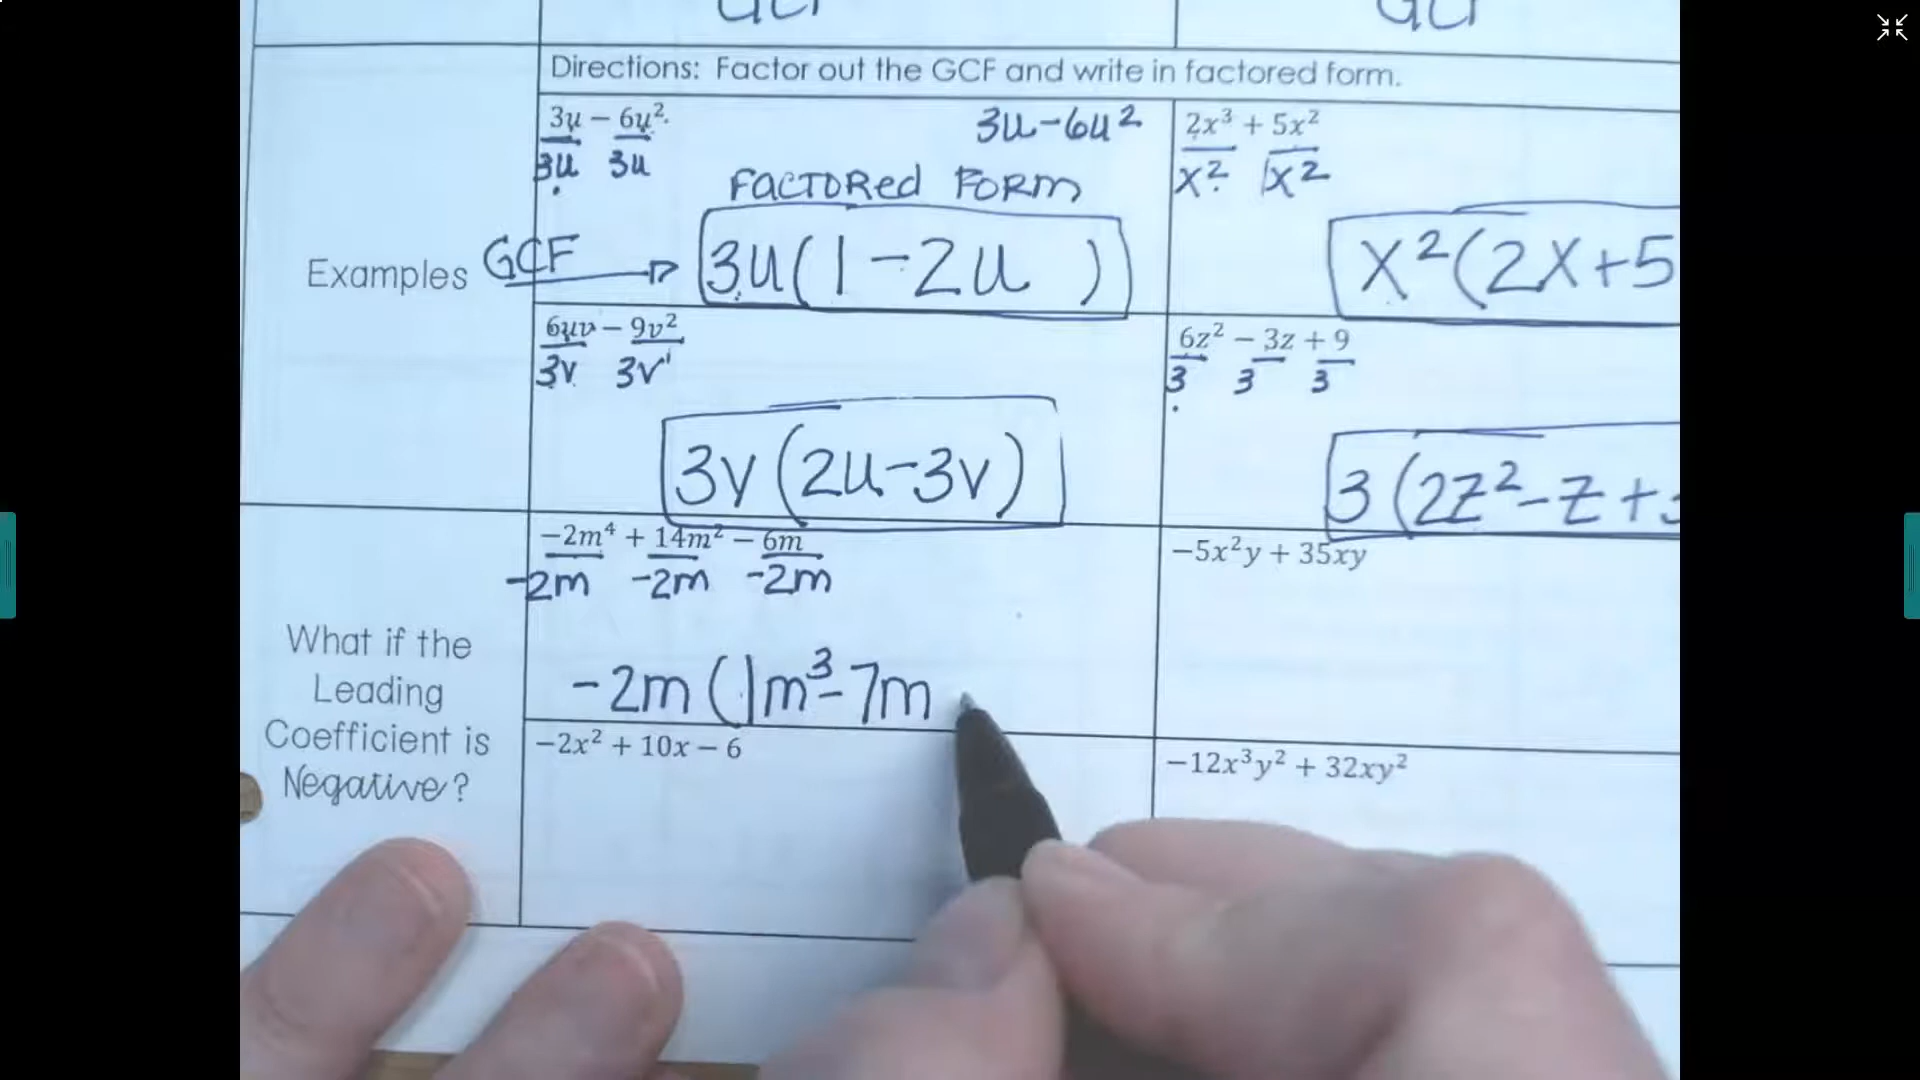 GCF GCF
Directions: Factor out the GCF and write in factored form.
3u − 6u². 3u-6u²
3u 3u
FACTORED FORM
Examples GCF 3u(1-2u )
2x³ + 5x²
x² x²
x²(2x+5
6uv − 9v²
3v 3v
3v(2u-3v)
6z² − 3z + 9
3 3 3
3(2z²-z+3
What if the
Leading
Coefficient is
Negative?
−2m⁴ + 14m² − 6m
-2m -2m -2m
-2m(1m³-7m
−5x²y + 35xy
−2x² + 10x − 6
−12x³y² + 32xy²